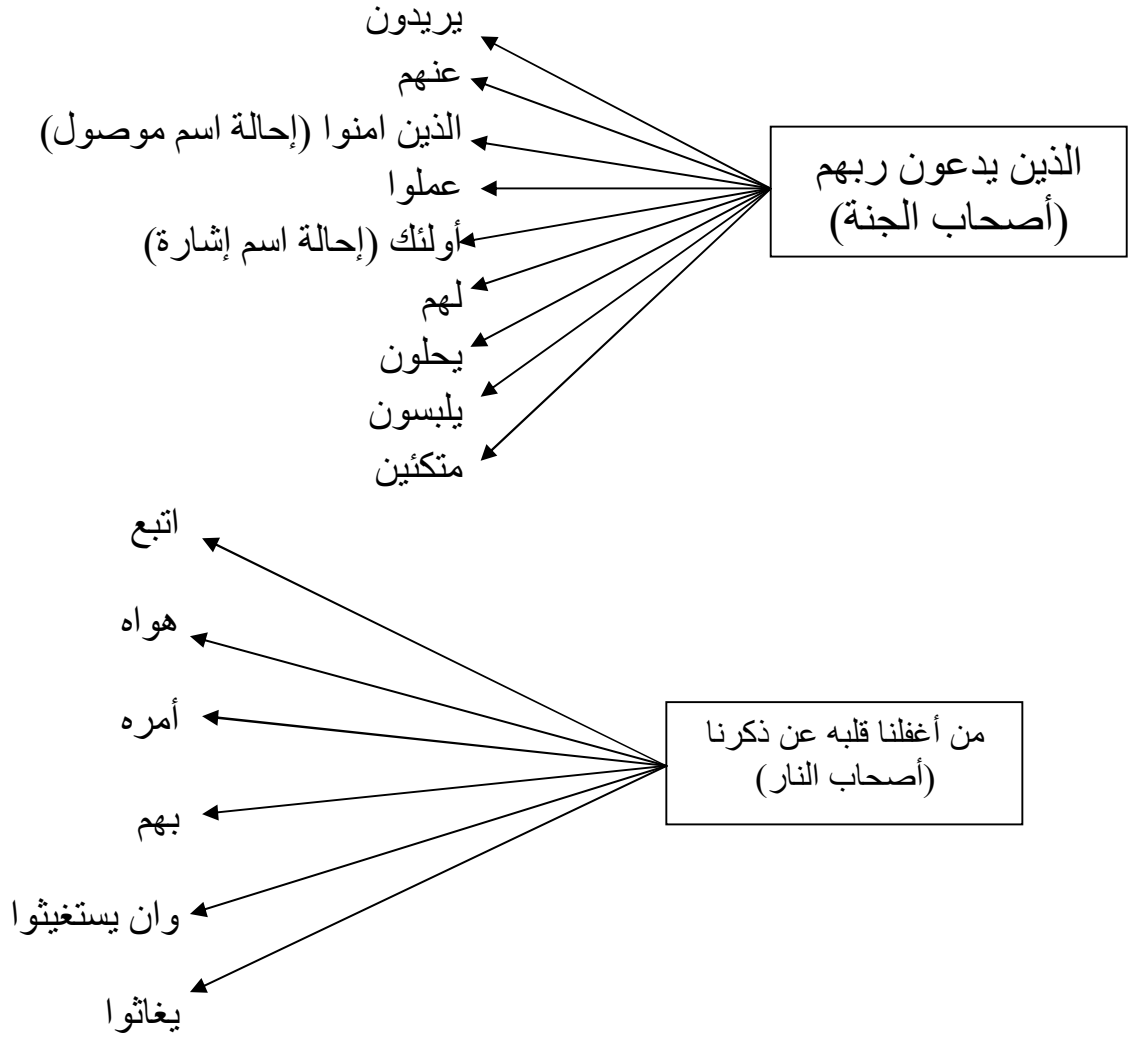 يريدون
عنهم
الذين امنوا (إحالة اسم موصول)
عملوا
أولئك (إحالة اسم إشارة)
لهم
يحلون
يلبسون
متكئين
الذين يدعون ربهم
(أصحاب الجنة)
اتبع
هواه
أمره
بهم
وان يستغيثوا
يغاثوا
من أغفلنا قلبه عن ذكرنا
(أصحاب النار)